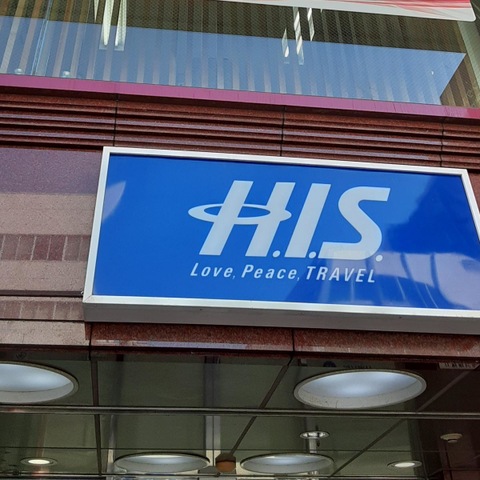 H.I.S.
Love, Peace, TRAVEL